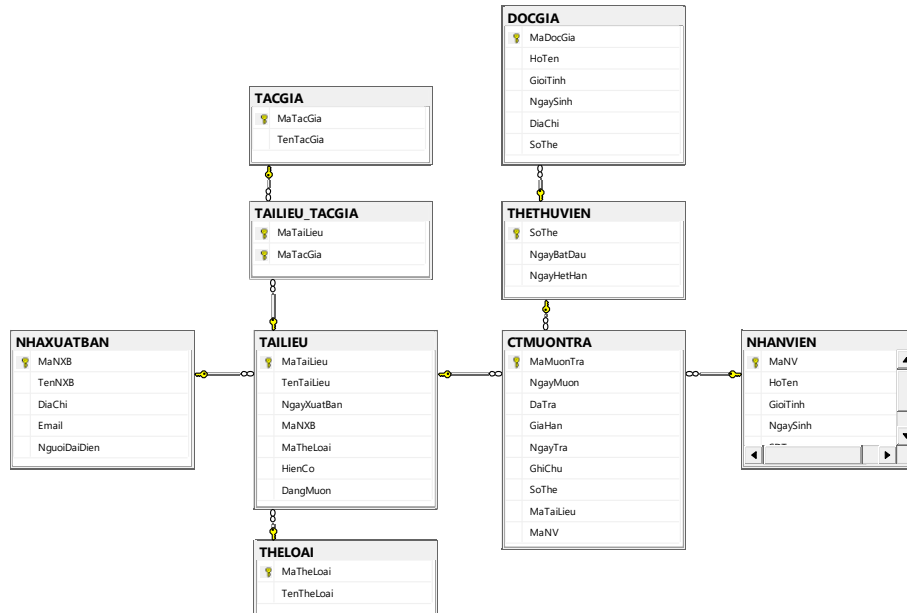 DOCGIA
MaDocGia
HoTen
GioiTinh
NgaySinh
DiaChi
SoThe
TACGIA
MaTacGia
TenTacGia
TAILIEU_TACGIA
MaTaiLieu
MaTacGia
THETHUVIEN
SoThe
NgayBatDau
NgayHetHan
NHAXUATBAN
MaNXB
TenNXB
DiaChi
Email
NguoiDaiDien
TAILIEU
MaTaiLieu
TenTaiLieu
NgayXuatBan
MaNXB
MaTheLoai
HienCo
DangMuon
CTMUONTRA
MaMuonTra
NgayMuon
DaTra
GiaHan
NgayTra
GhiChu
SoThe
MaTaiLieu
MaNV
NHANVIEN
MaNV
HoTen
GioiTinh
NgaySinh
THELOAI
MaTheLoai
TenTheLoai